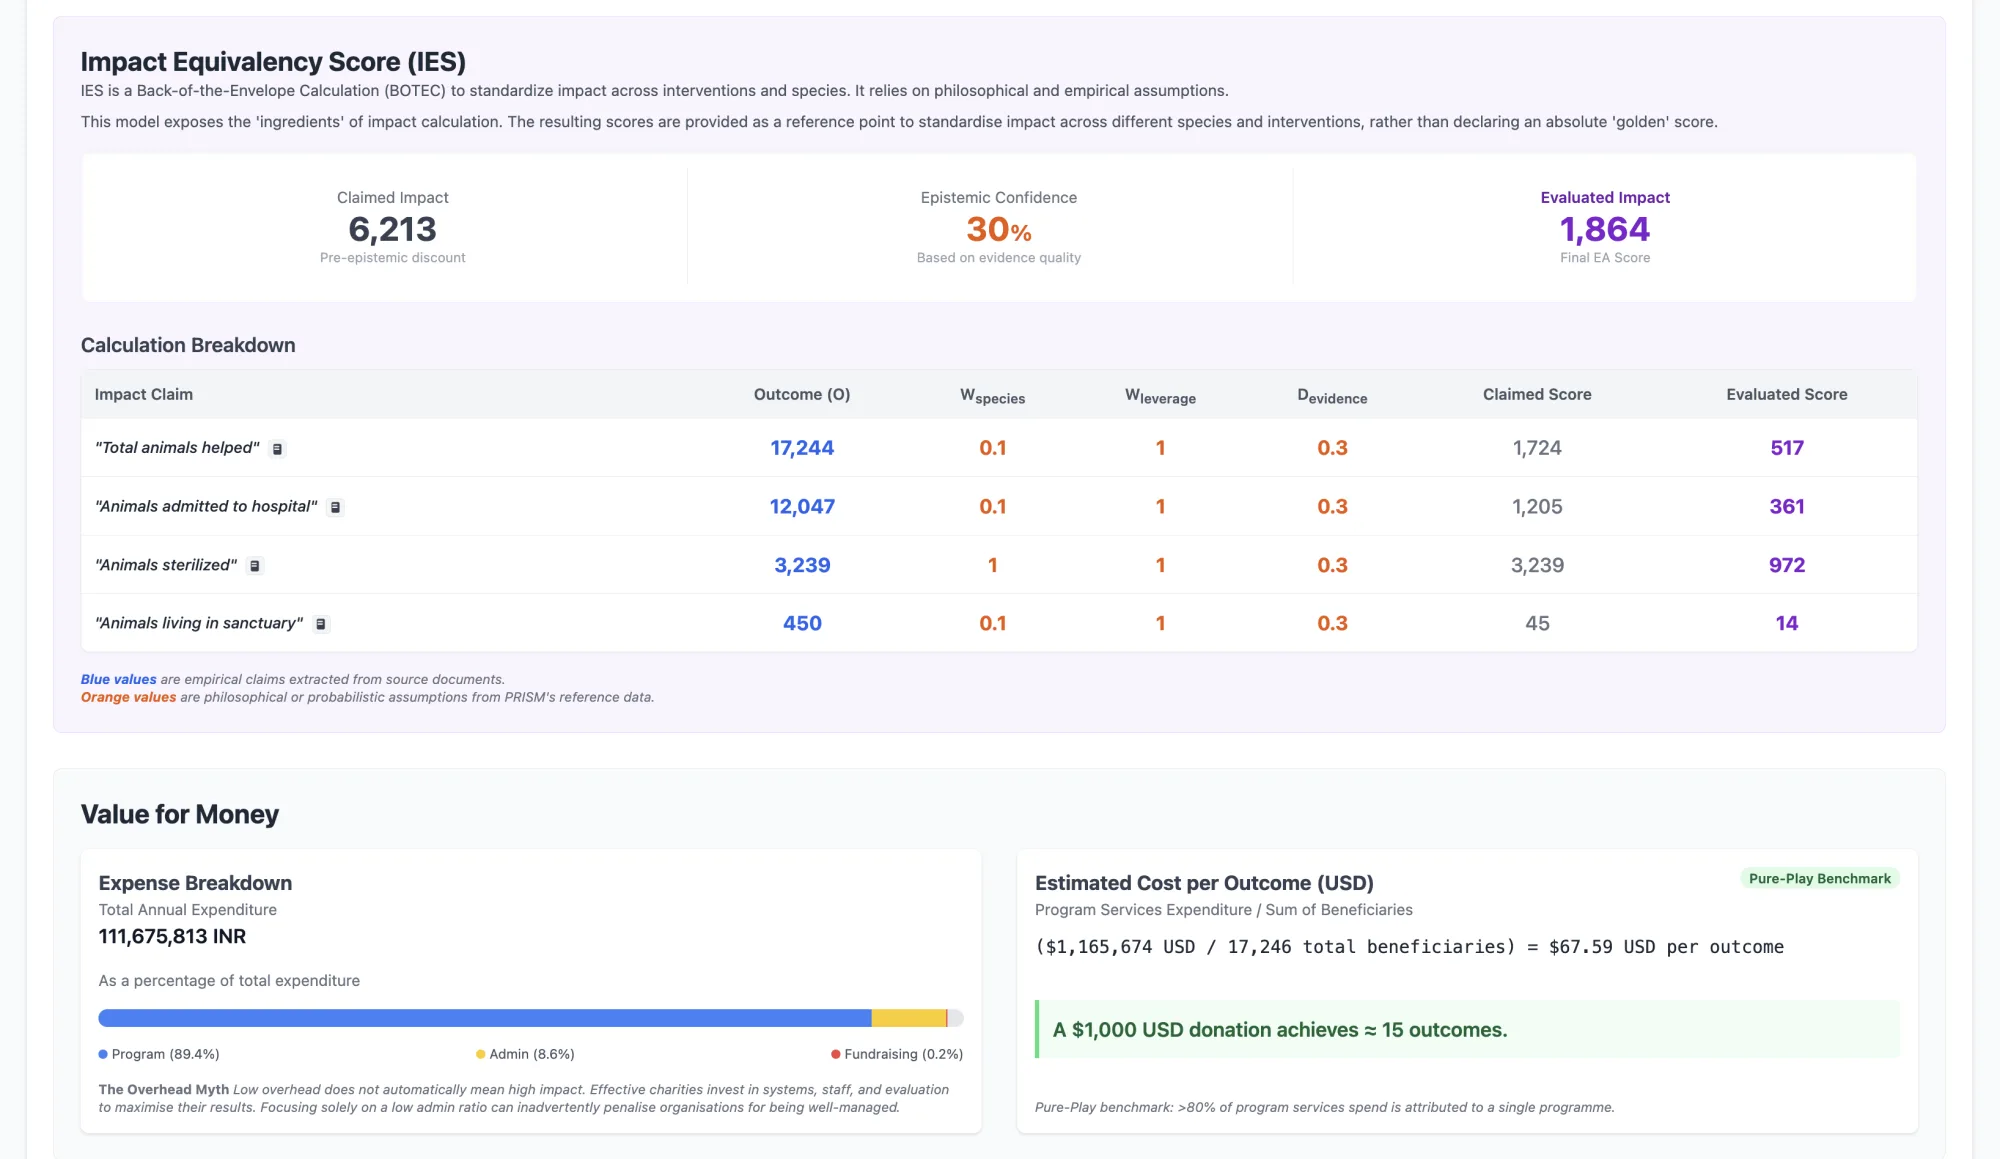 Impact Equivalency Score (IES)
IES is a Back-of-the-Envelope Calculation (BOTEC) to standardize impact across interventions and species. It relies on philosophical and empirical assumptions.
This model exposes the 'ingredients' of impact calculation. The resulting scores are provided as a reference point to standardise impact across different species and interventions, rather than declaring an absolute 'golden' score.
Claimed Impact
6,213
Pre-epistemic discount
Epistemic Confidence
30%
Based on evidence quality
Evaluated Impact
1,864
Final EA Score
Calculation Breakdown
Impact Claim Outcome (O) Wspecies Wleverage Devidence Claimed Score Evaluated Score
"Total animals helped" 17,244 0.1 1 0.3 1,724 517
"Animals admitted to hospital" 12,047 0.1 1 0.3 1,205 361
"Animals sterilized" 3,239 1 1 0.3 3,239 972
"Animals living in sanctuary" 450 0.1 1 0.3 45 14
Blue values are empirical claims extracted from source documents.
Orange values are philosophical or probabilistic assumptions from PRISM's reference data.
Value for Money
Expense Breakdown
Total Annual Expenditure
111,675,813 INR
As a percentage of total expenditure
Program (89.4%) Admin (8.6%) Fundraising (0.2%)
The Overhead Myth Low overhead does not automatically mean high impact. Effective charities invest in systems, staff, and evaluation
to maximise their results. Focusing solely on a low admin ratio can inadvertently penalise organisations for being well-managed.
Estimated Cost per Outcome (USD)
Pure-Play Benchmark
Program Services Expenditure / Sum of Beneficiaries
($1,165,674 USD / 17,246 total beneficiaries) = $67.59 USD per outcome
A $1,000 USD donation achieves ≈ 15 outcomes.
Pure-Play benchmark: >80% of program services spend is attributed to a single programme.